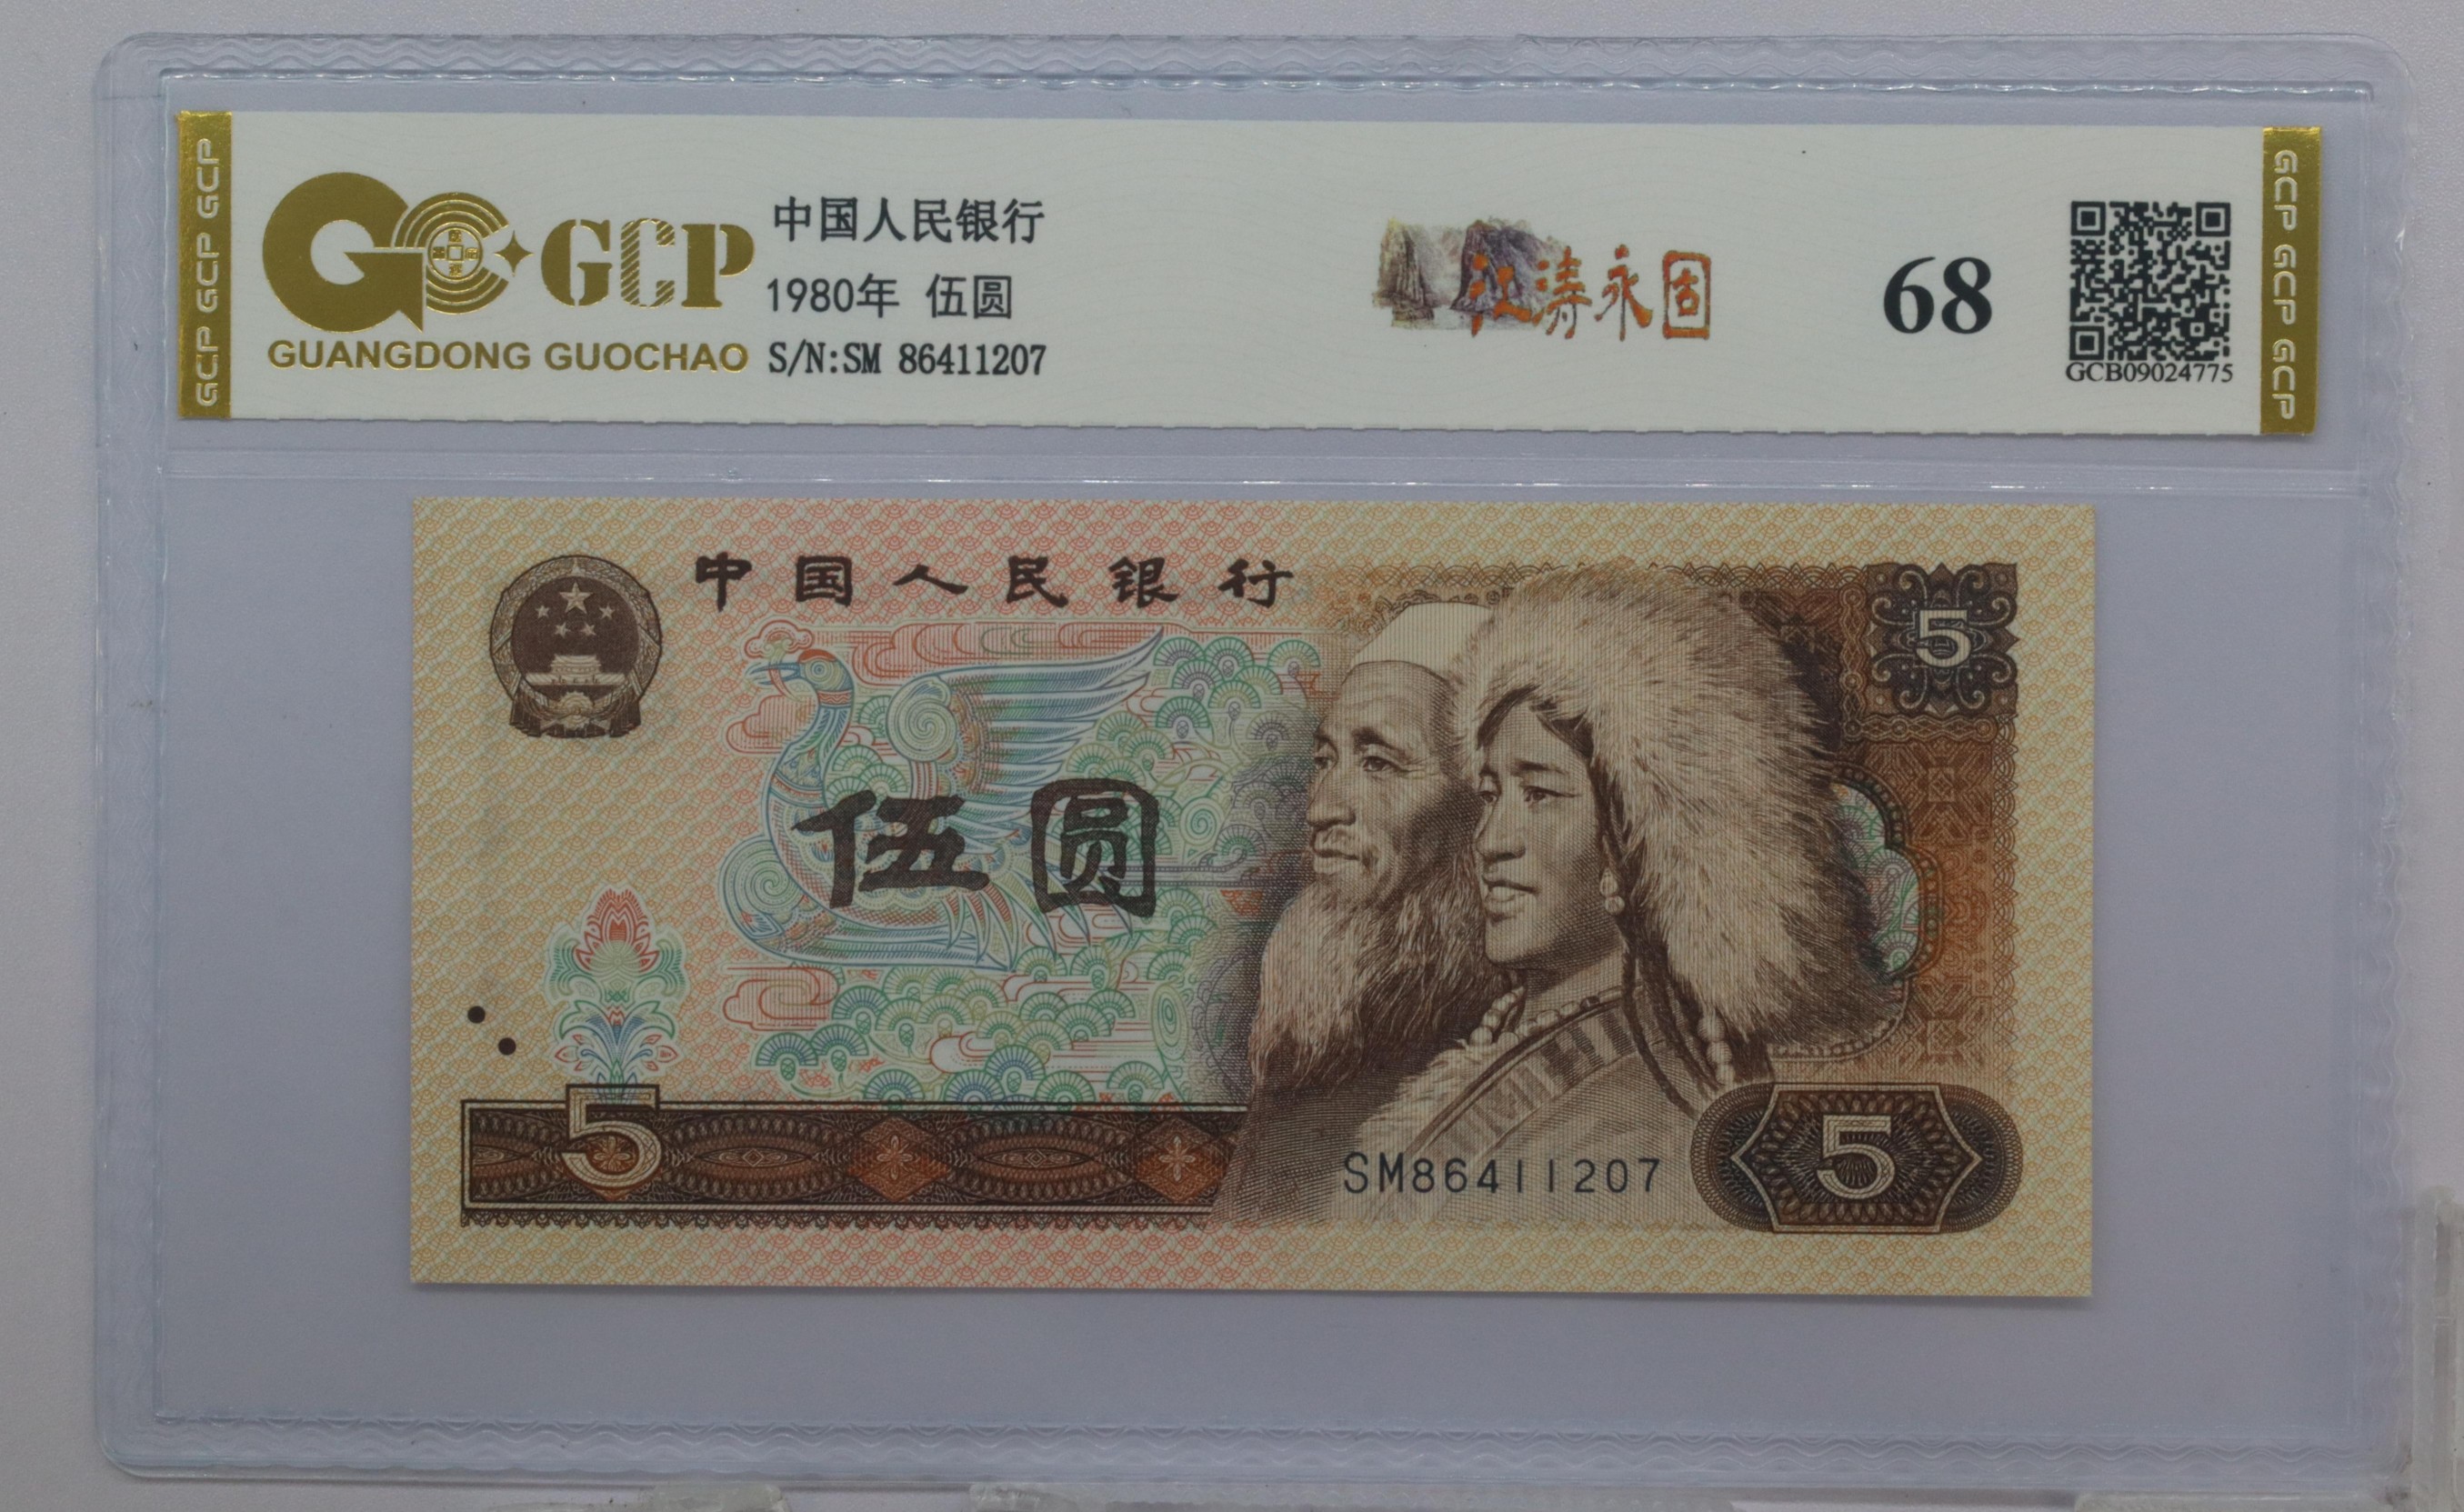 GCP GCP GCP
GCP
GUANGDONG GUOCHAO
中国人民银行
1980年 伍圆
S/N:SM 86411207
江涛永固
68
GCB09024775
GCP GCP GCP
中国人民银行
5
伍圆
5
SM86411207
5